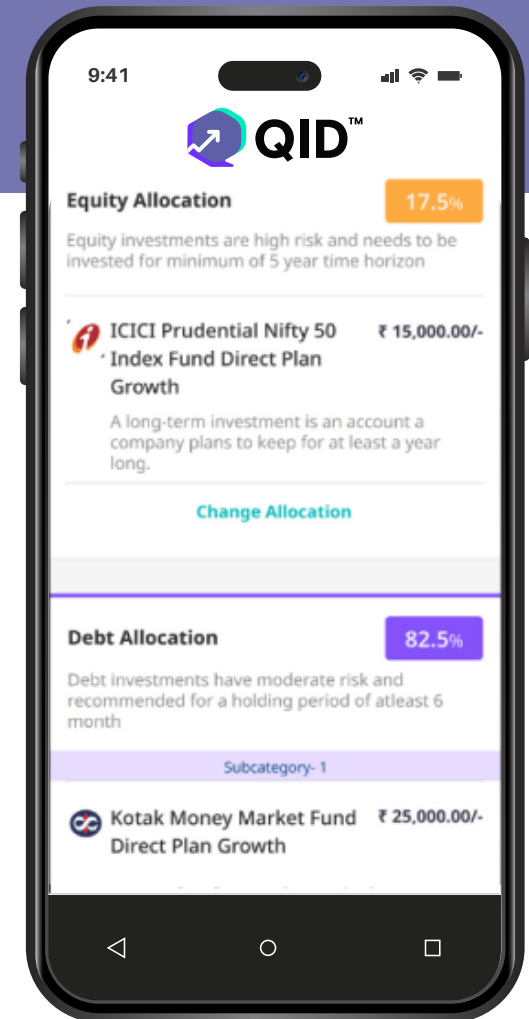 9:41
QID™
Equity Allocation
17.5%
Equity investments are high risk and needs to be
invested for minimum of 5 year time horizon
ICICI Prudential Nifty 50
₹ 15,000.00/-
Index Fund Direct Plan
Growth
A long-term investment is an account a
company plans to keep for at least a year
long.
Change Allocation
Debt Allocation
82.5%
Debt investments have moderate risk and
recommended for a holding period of atleast 6
month
Subcategory- 1
Kotak Money Market Fund
₹ 25,000.00/-
Direct Plan Growth